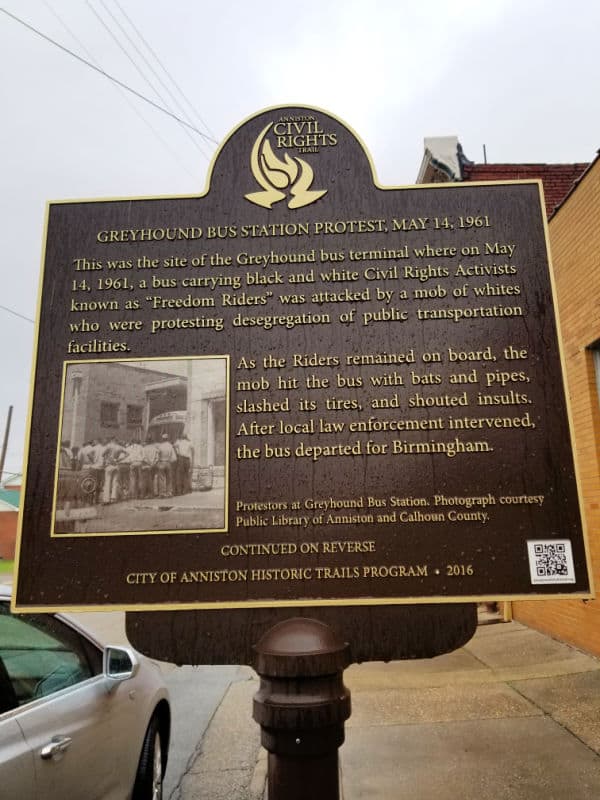 ANNISTON
CIVIL
RIGHTS
TRAIL
GREYHOUND BUS STATION PROTEST, MAY 14, 1961
This was the site of the Greyhound bus terminal where on May
14, 1961, a bus carrying black and white Civil Rights Activists
known as “Freedom Riders” was attacked by a mob of whites
who were protesting desegregation of public transportation
facilities.
As the Riders remained on board, the
mob hit the bus with bats and pipes,
slashed its tires, and shouted insults.
After local law enforcement intervened,
the bus departed for Birmingham.
Protestors at Greyhound Bus Station. Photograph courtesy
Public Library of Anniston and Calhoun County.
CONTINUED ON REVERSE
CITY OF ANNISTON HISTORIC TRAILS PROGRAM • 2016